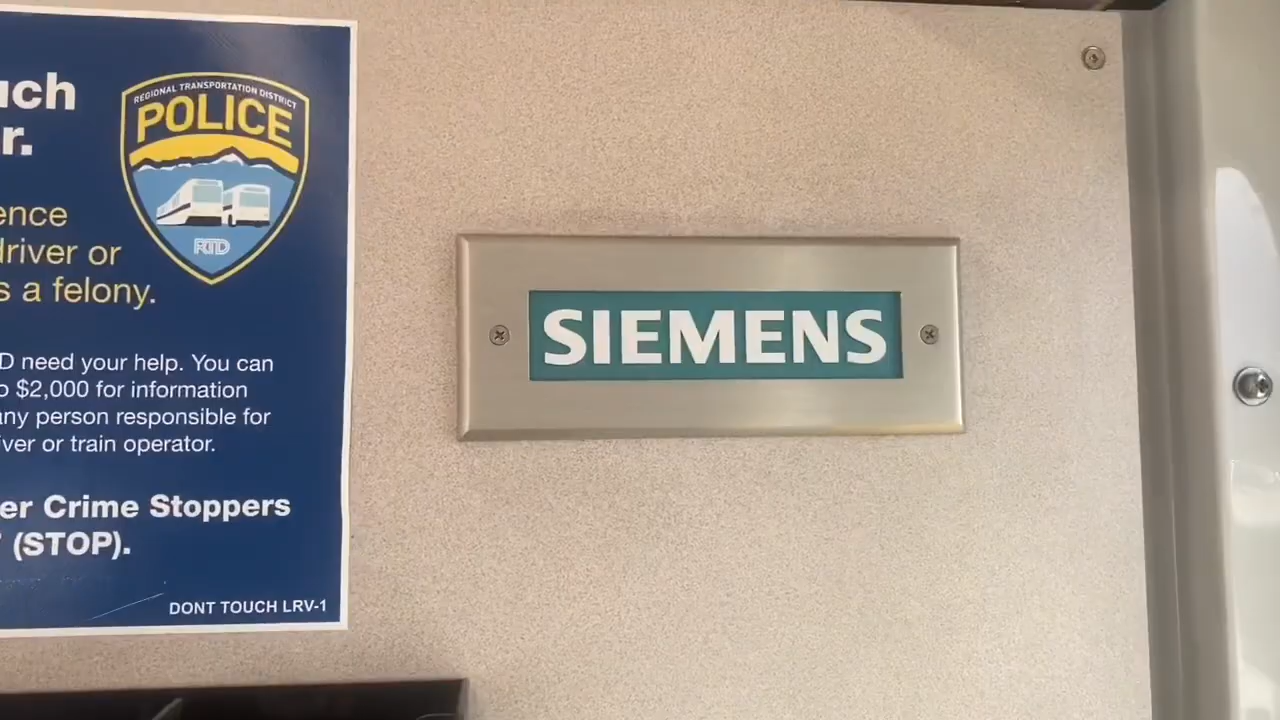 uch
r.
REGIONAL TRANSPORTATION DISTRICT
POLICE
RTD
ence
driver or
s a felony.
D need your help. You can
o $2,000 for information
any person responsible for
iver or train operator.
er Crime Stoppers
(STOP).
DONT TOUCH LRV-1
SIEMENS